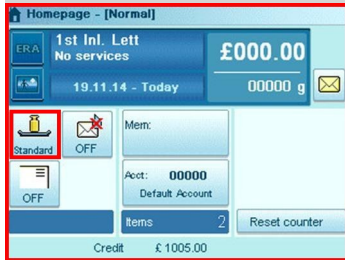 Homepage - [Normal]
ERA
1st Inl. Lett
No services
£000.00
19.11.14 - Today
00000 g
Standard
OFF
Mem:
OFF
Acct: 00000
Default Account
Items 2
Reset counter
Credit £ 1005.00